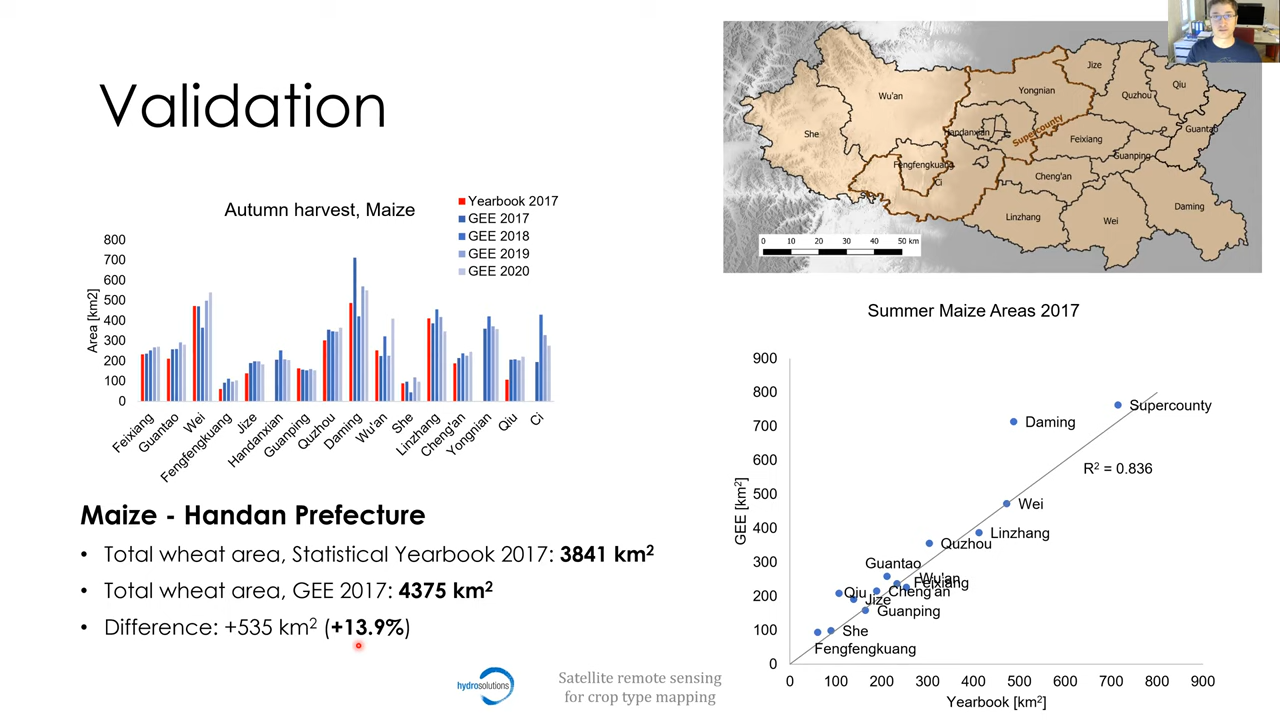 Validation
Autumn harvest, Maize
Yearbook 2017
GEE 2017
GEE 2018
GEE 2019
GEE 2020
Area [km2]
800
700
600
500
400
300
200
100
0
Feixiang
Guantao
Wei
Fengfengkuang
Jize
Handanxian
Guanping
Quzhou
Daming
Wu'an
She
Linzhang
Cheng'an
Yongnian
Qiu
Ci
Maize - Handan Prefecture
• Total wheat area, Statistical Yearbook 2017: 3841 km²
• Total wheat area, GEE 2017: 4375 km²
• Difference: +535 km² (+13.9%)
hydrosolutions
Satellite remote sensing
for crop type mapping
Jize
Qiu
Yongnian
Quzhou
Wu'an
She
Handanxian
Supercounty
Guantao
Feixiang
Guanping
Fengfengkuang
Cheng'an
Ci
Daming
Linzhang
Wei
0 10 20 30 40 50 km
Summer Maize Areas 2017
GEE [km²]
900
800
700
600
500
400
300
200
100
0
Supercounty
Daming
R² = 0.836
Wei
Linzhang
Quzhou
Guantao
Wu'an
Feixiang
Cheng'an
Qiu
Jize
Guanping
She
Fengfengkuang
0 100 200 300 400 500 600 700 800 900
Yearbook [km²]